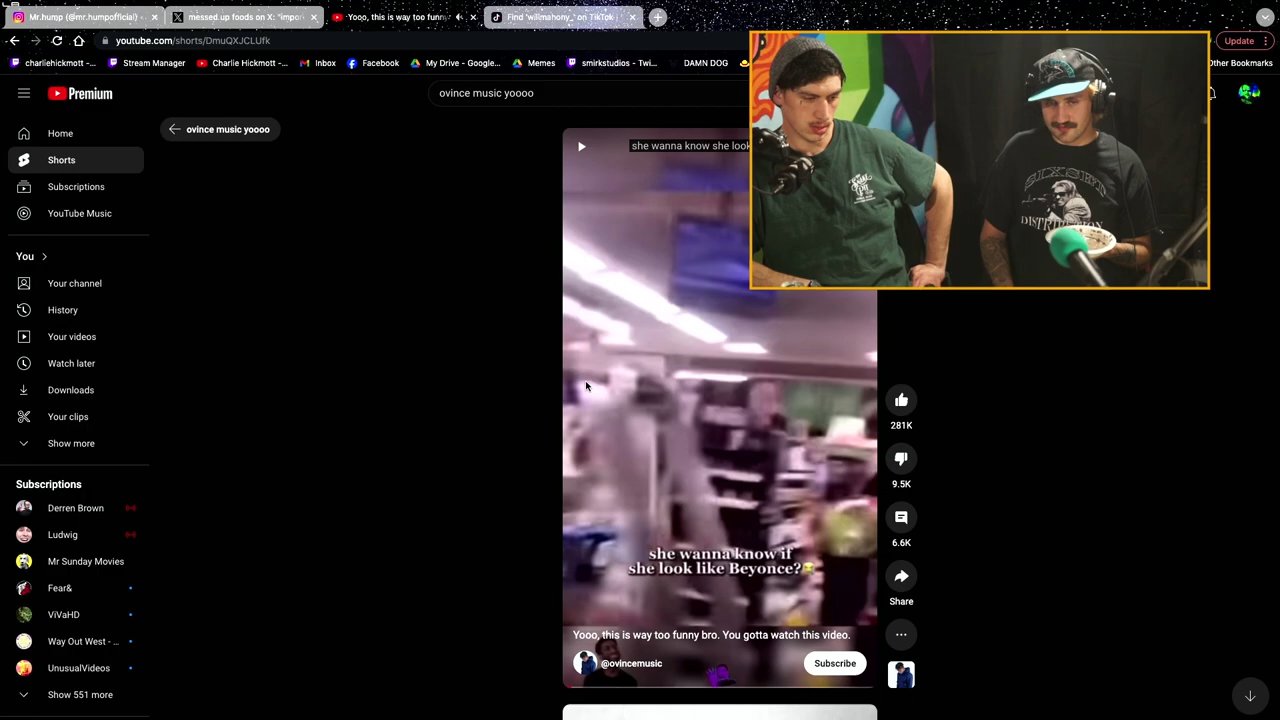 Mr.hump (@mr.humpofficial) •
messed up foods on X: "impor
Yooo, this is way too funny
Find 'willmahony_' on TikTok
youtube.com/shorts/DmuQXJCLUfk
Update
charliehickmott -...
Stream Manager
Charlie Hickmott -...
Inbox
Facebook
My Drive - Google...
Memes
smirkstudios - Twi...
DAMN DOG
Other Bookmarks
Premium
ovince music yoooo
Home
Shorts
Subscriptions
YouTube Music
You
Your channel
History
Your videos
Watch later
Downloads
Your clips
Show more
Subscriptions
Derren Brown
Ludwig
Mr Sunday Movies
Fear&
ViVaHD
Way Out West - ...
UnusualVideos
Show 551 more
ovince music yoooo
she wanna know she look
she wanna know if
she look like Beyonce?
Yooo, this is way too funny bro. You gotta watch this video.
@ovincemusic
Subscribe
281K
9.5K
6.6K
Share
DISTRIBUTION